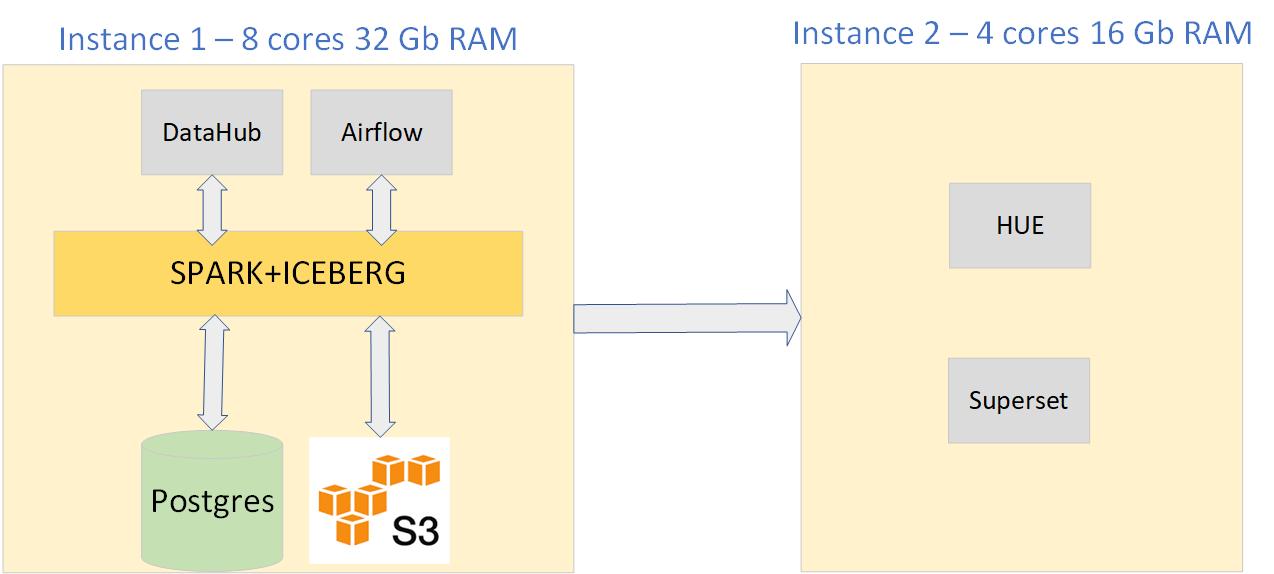 Instance 1 – 8 cores 32 Gb RAM
DataHub
Airflow
SPARK+ICEBERG
Postgres
S3
Instance 2 – 4 cores 16 Gb RAM
HUE
Superset